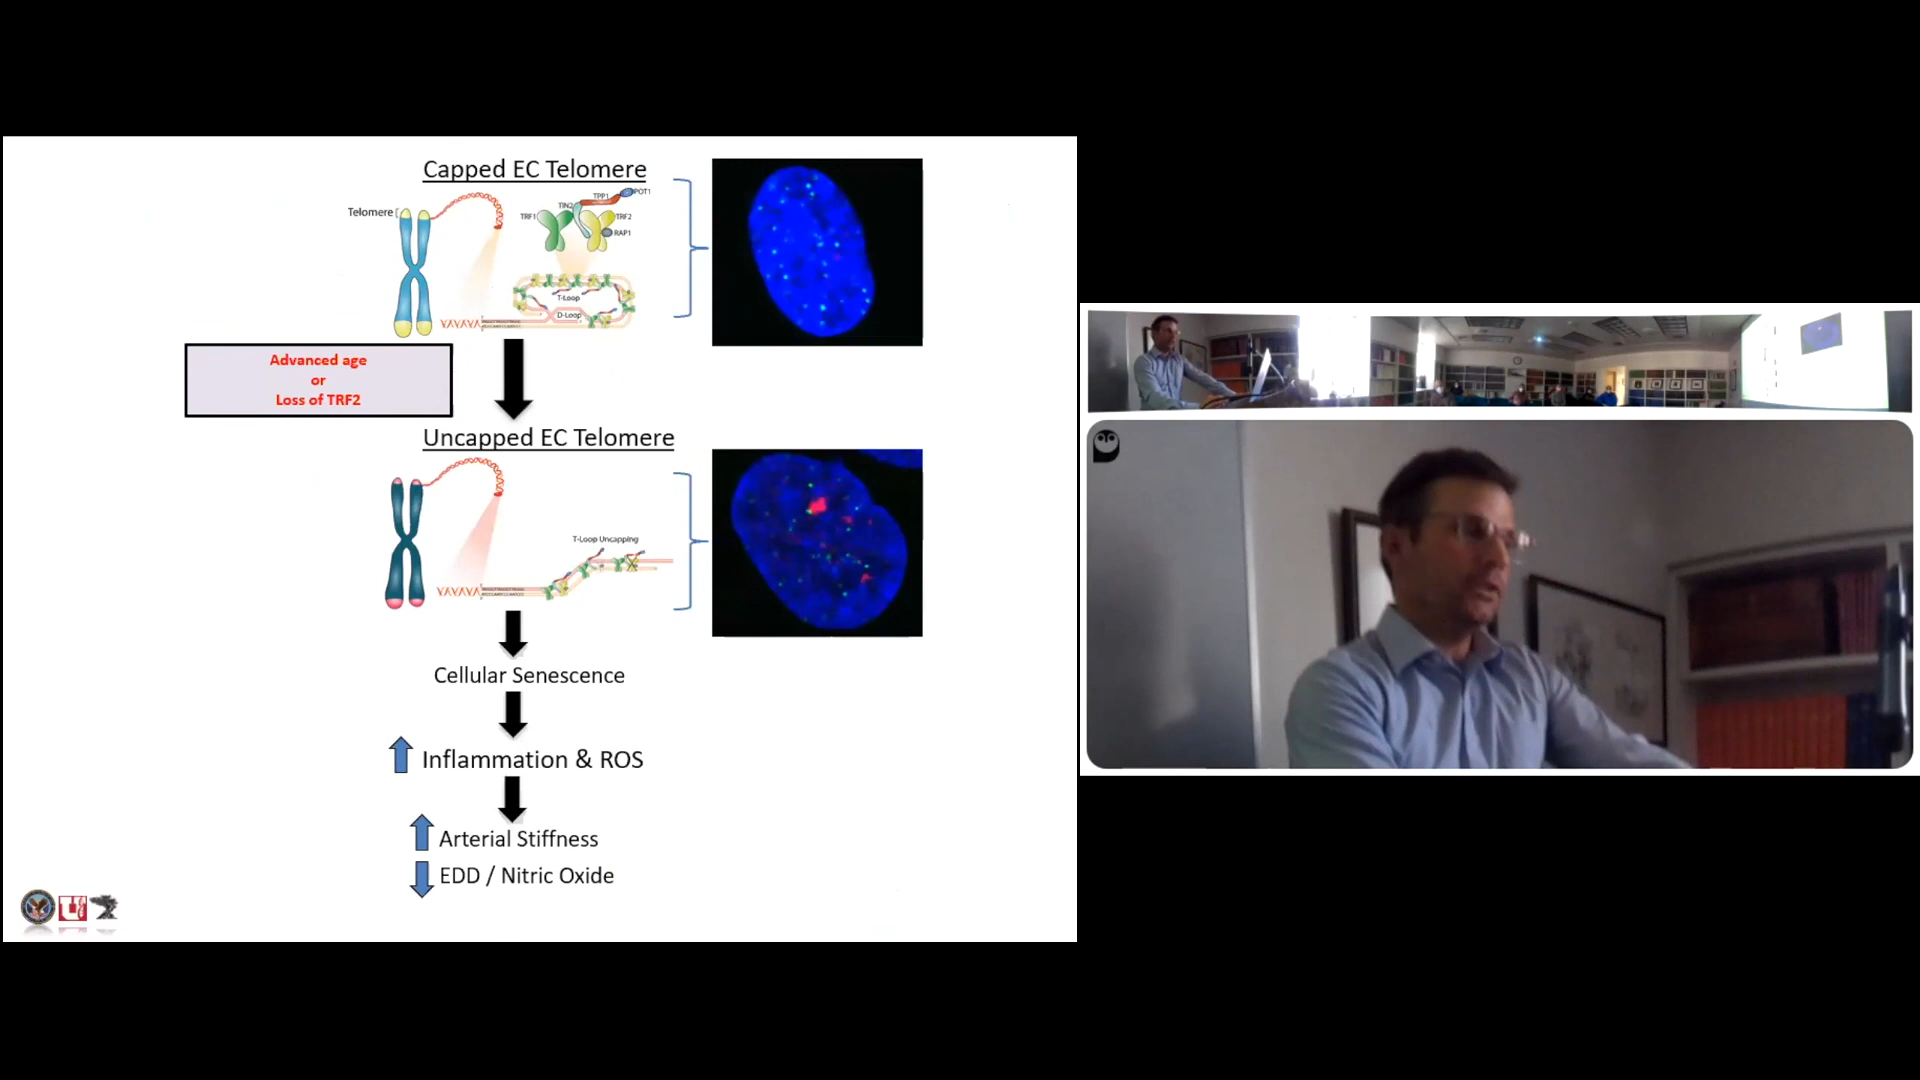 Capped EC Telomere
Telomere
TPP1
POT1
TIN2
TRF1
TRF2
RAP1
T-Loop
D-Loop
Advanced age
or
Loss of TRF2
Uncapped EC Telomere
T-Loop Uncapping
Cellular Senescence
Inflammation & ROS
Arterial Stiffness
EDD / Nitric Oxide